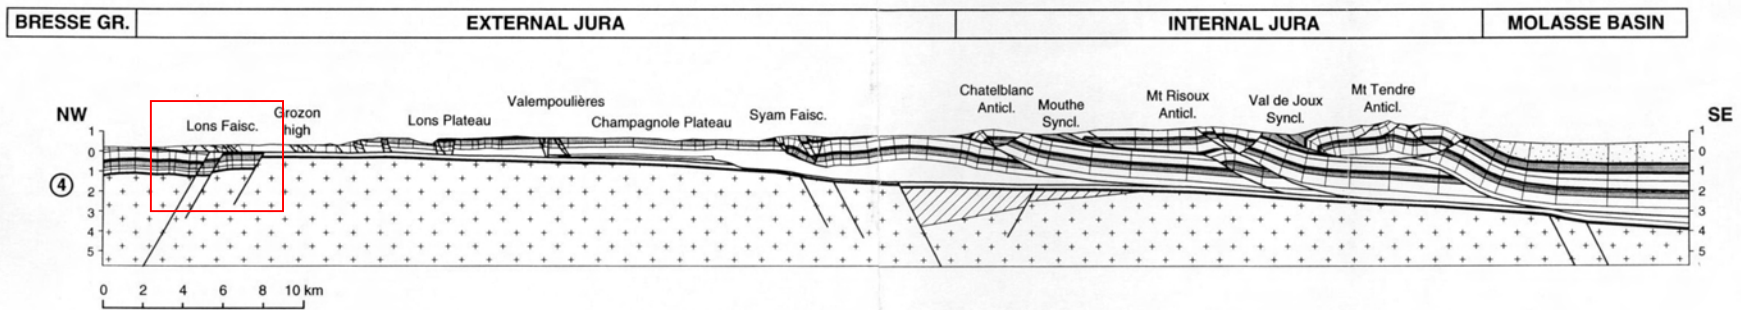 BRESSE GR. EXTERNAL JURA INTERNAL JURA MOLASSE BASIN
Chatelblanc
Anticl.
Mouthe
Syncl.
Mt Risoux
Anticl.
Val de Joux
Syncl.
Mt Tendre
Anticl.
NW
Lons Faisc.
Grozon
high
Lons Plateau
Valempoulières
Champagnole Plateau
Syam Faisc.
SE
1
0
1
2
3
4
5
4
1
0
1
2
3
4
5
0 2 4 6 8 10 km